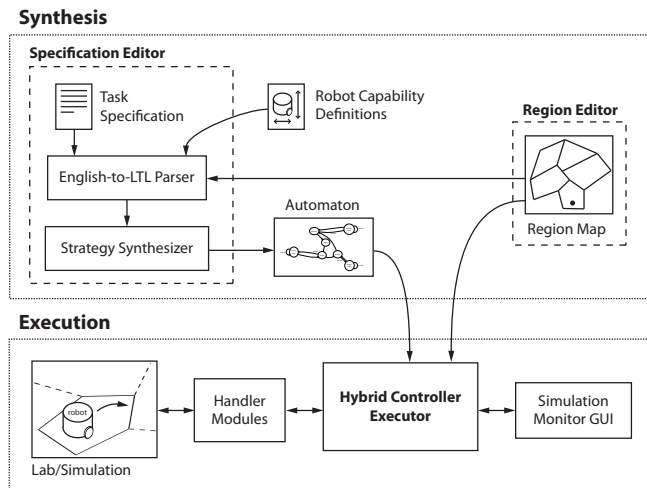 Synthesis
Specification Editor
Task
Specification
Robot Capability
Definitions
Region Editor
English-to-LTL Parser
Automaton
Region Map
Strategy Synthesizer
Execution
robot
Handler
Modules
Hybrid Controller
Executor
Simulation
Monitor GUI
Lab/Simulation